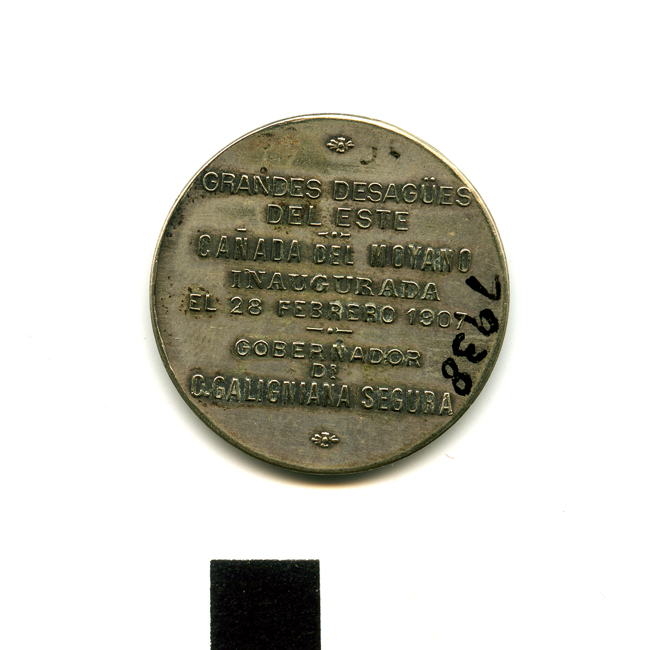 GRANDES DESAGÜES
DEL ESTE
CAÑADA DEL MOYANO
INAUGURADA
EL 28 FEBRERO 1907
GOBERNADOR
DR
C. GALIGNIANA SEGURA
7938